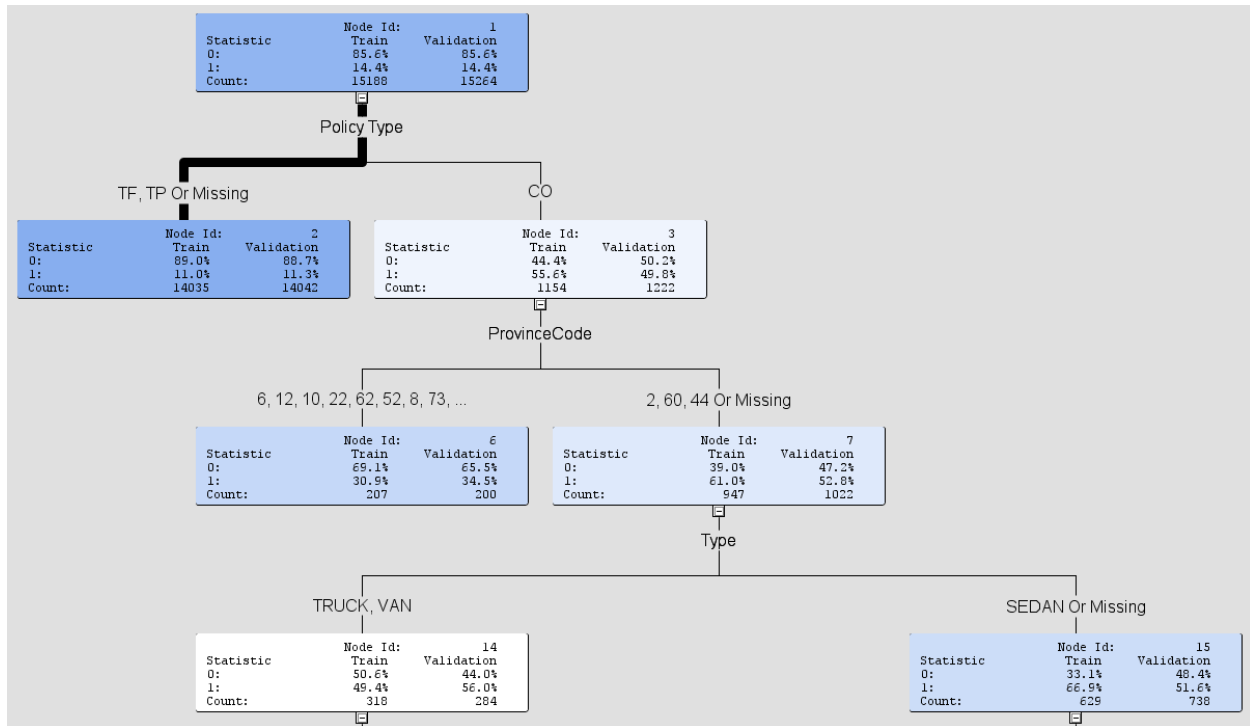 Node Id: 1
Statistic Train Validation
0: 85.6% 85.6%
1: 14.4% 14.4%
Count: 15188 15264
Policy Type
TF, TP Or Missing
CO
Node Id: 2
Statistic Train Validation
0: 89.0% 88.7%
1: 11.0% 11.3%
Count: 14035 14042
Node Id: 3
Statistic Train Validation
0: 44.4% 50.2%
1: 55.6% 49.8%
Count: 1154 1222
ProvinceCode
6, 12, 10, 22, 62, 52, 8, 73, ...
2, 60, 44 Or Missing
Node Id: 6
Statistic Train Validation
0: 69.1% 65.5%
1: 30.9% 34.5%
Count: 207 200
Node Id: 7
Statistic Train Validation
0: 39.0% 47.2%
1: 61.0% 52.8%
Count: 947 1022
Type
TRUCK, VAN
SEDAN Or Missing
Node Id: 14
Statistic Train Validation
0: 50.6% 44.0%
1: 49.4% 56.0%
Count: 318 284
Node Id: 15
Statistic Train Validation
0: 33.1% 48.4%
1: 66.9% 51.6%
Count: 629 738